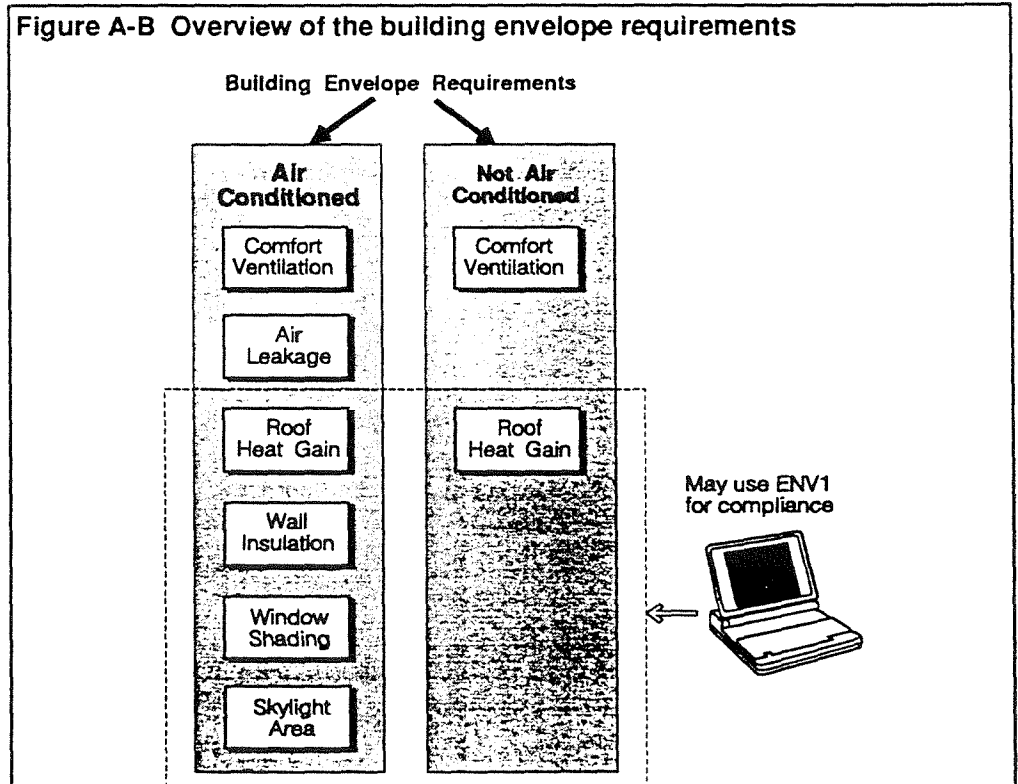 Figure A-B Overview of the building envelope requirements
Building Envelope Requirements
Air
Conditioned
Comfort
Ventilation
Air
Leakage
Roof
Heat Gain
Wall
Insulation
Window
Shading
Skylight
Area
Not Air
Conditioned
Comfort
Ventilation
Roof
Heat Gain
May use ENV1
for compliance